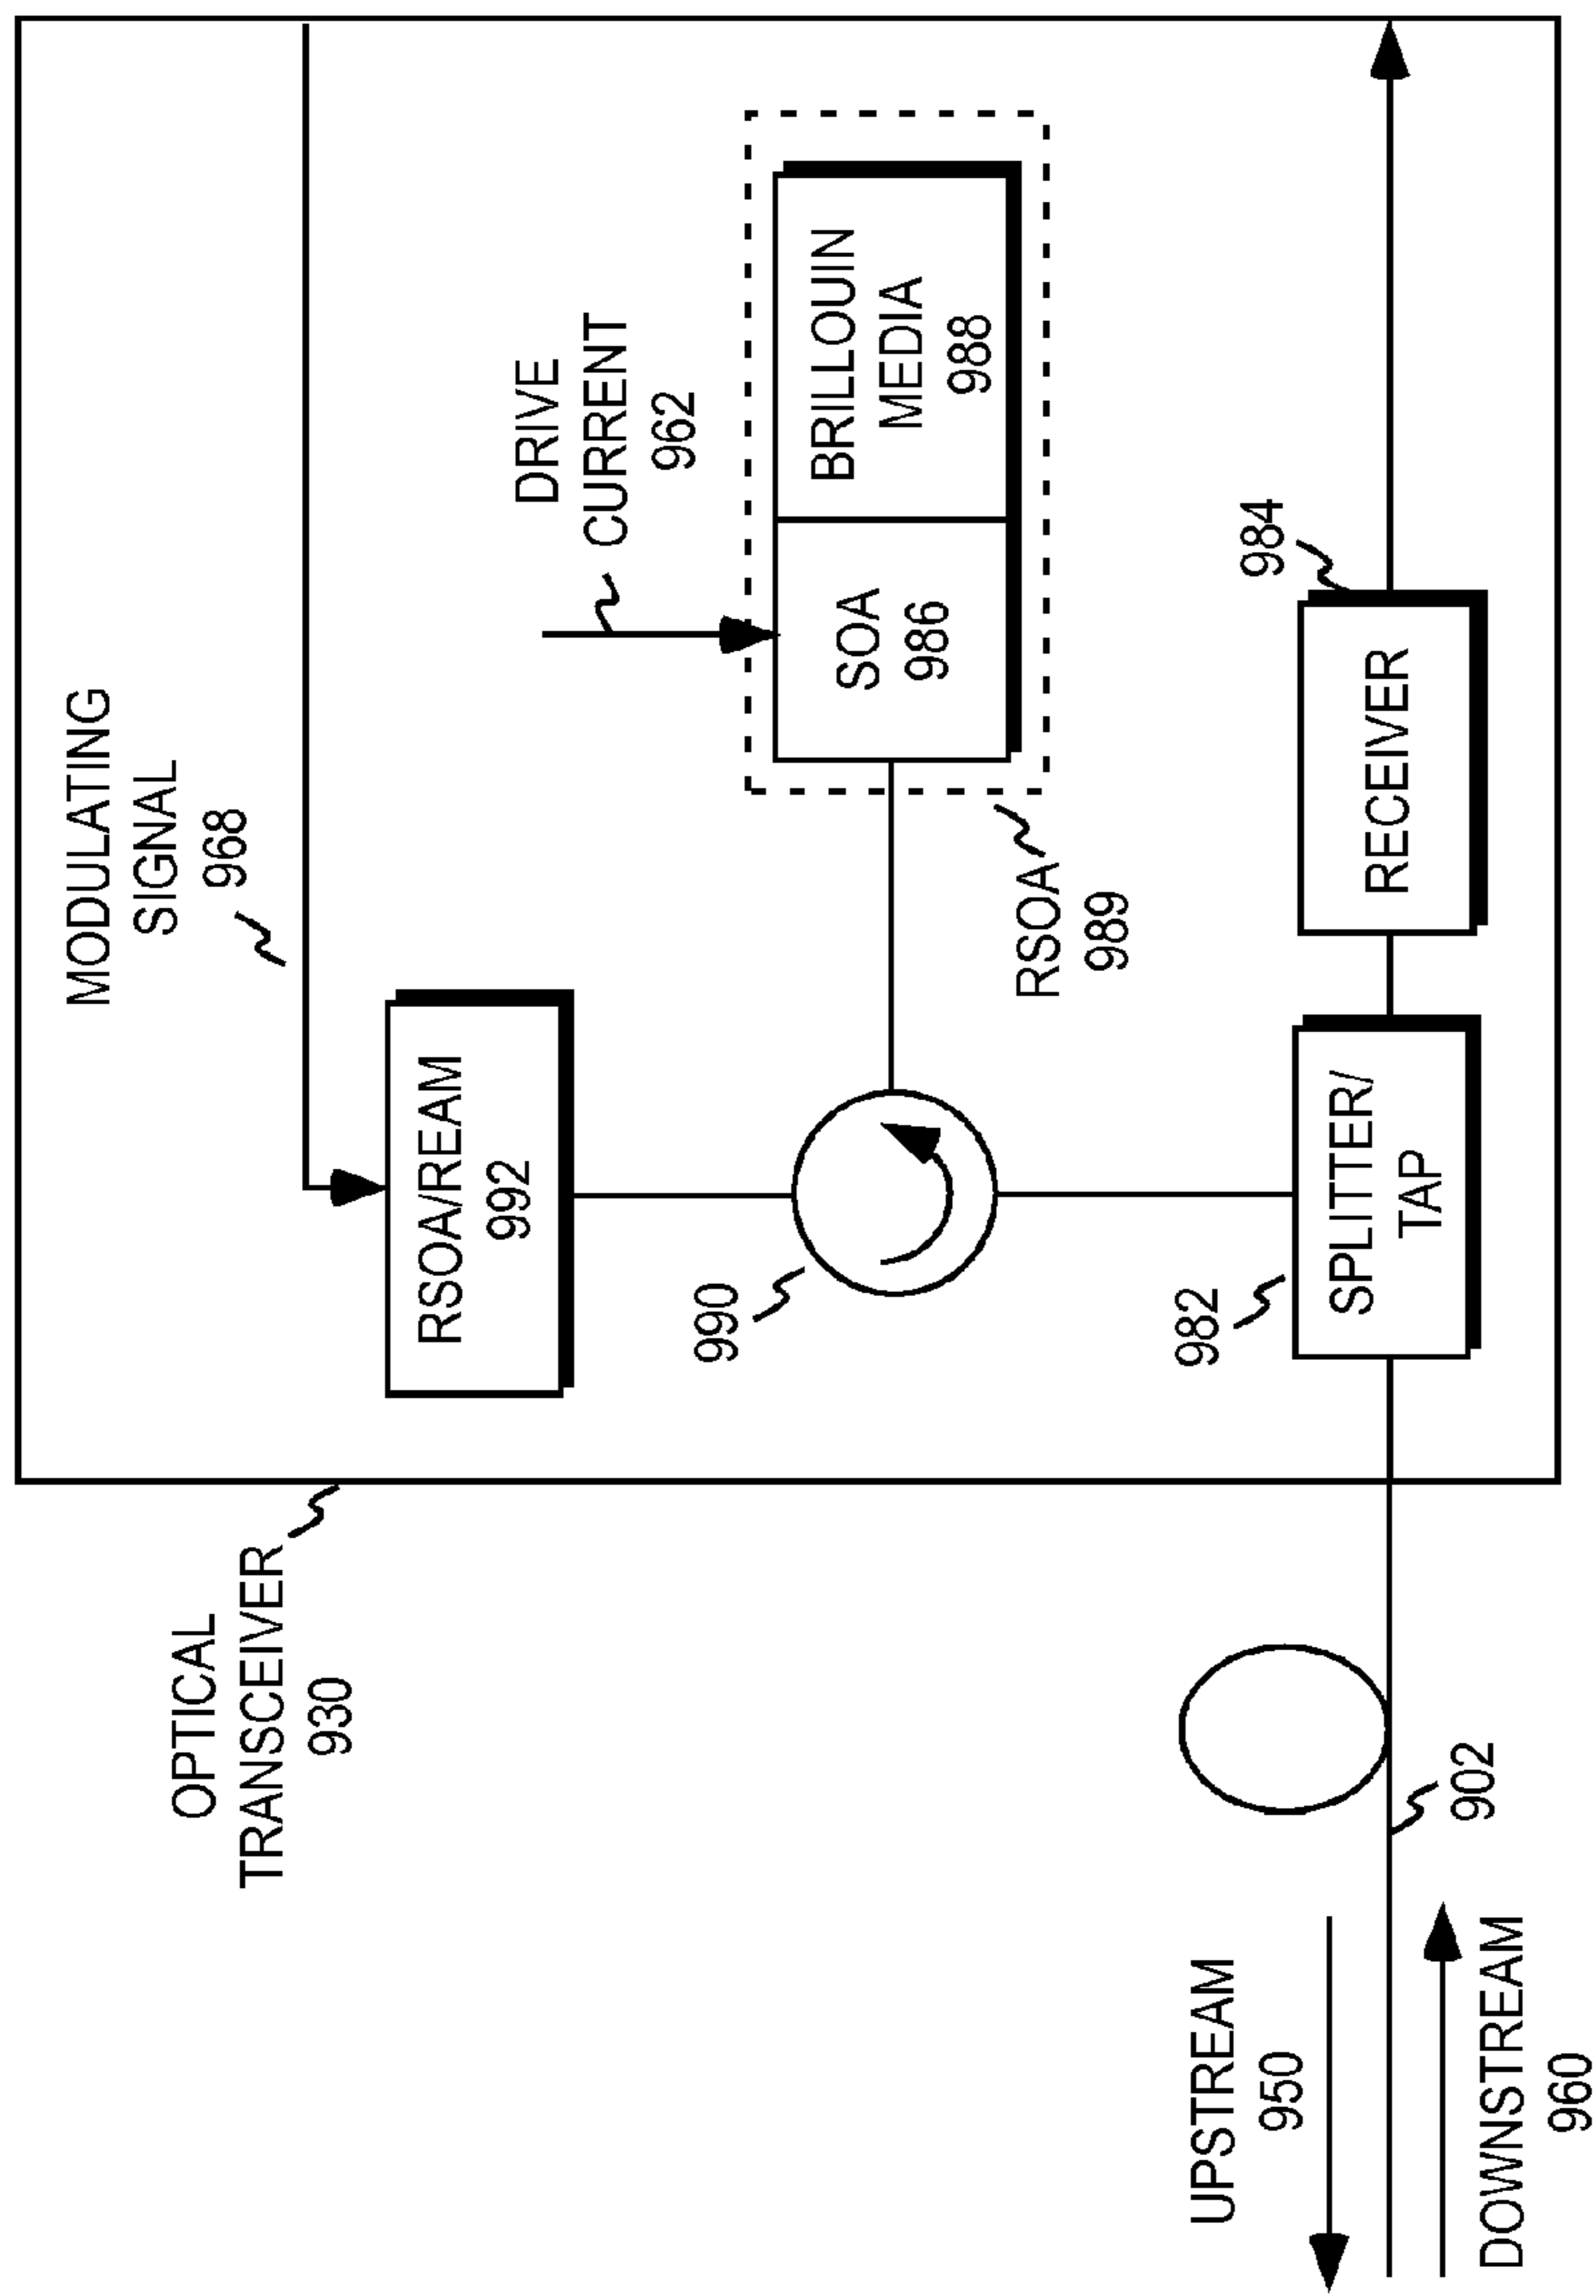 MODULATING
SIGNAL
968
OPTICAL
TRANSCEIVER
930
RSOA/REAM
992
DRIVE
CURRENT
962
990
SOA
986
BRILLOUIN
MEDIA
988
RSOA
989
UPSTREAM
950
982
SPLITTER/
TAP
984
RECEIVER
902
DOWNSTREAM
960